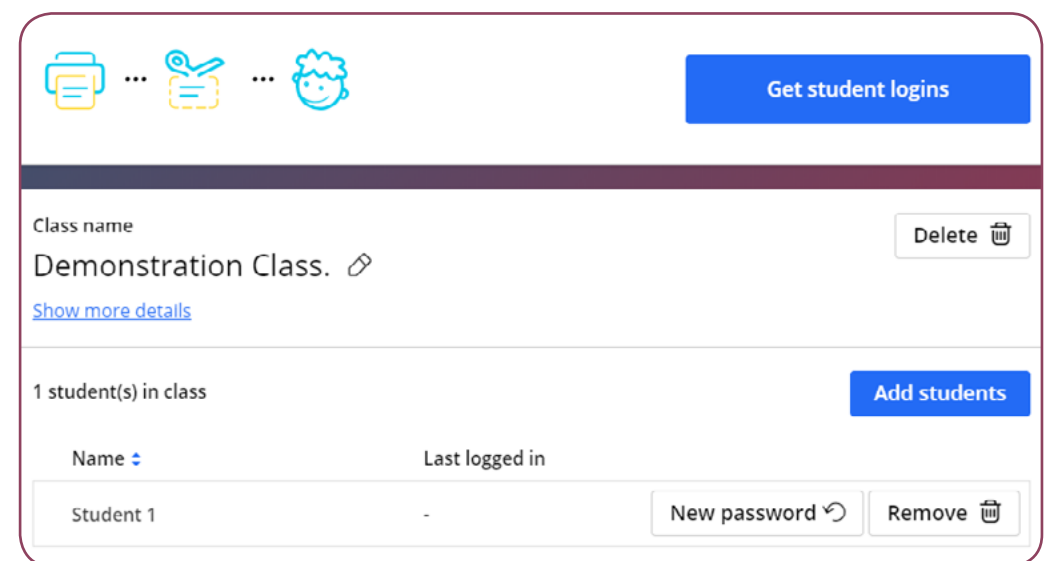 Get student logins
Class name
Delete
Demonstration Class.
Show more details
1 student(s) in class
Add students
Name
Last logged in
Student 1
-
New password
Remove